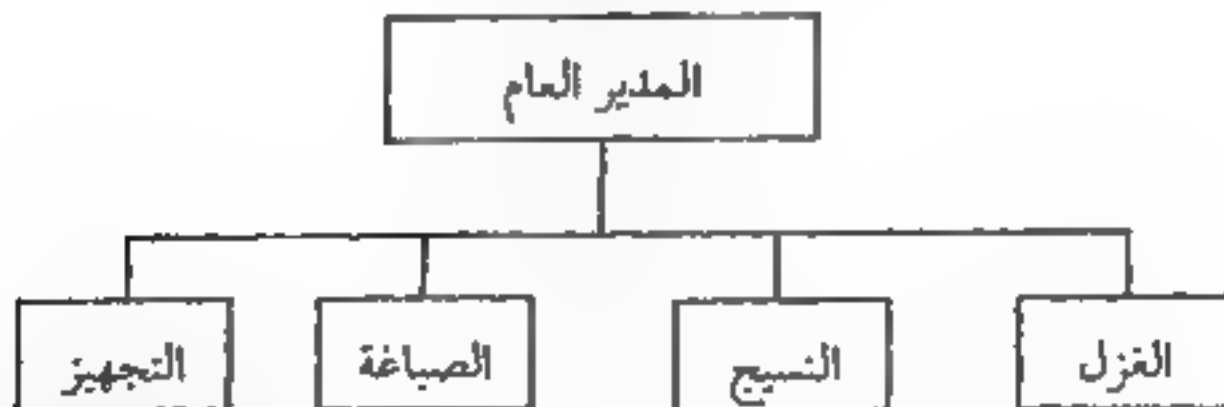 المدير العام
الغزل
النسيج
الصباغة
التجهيز